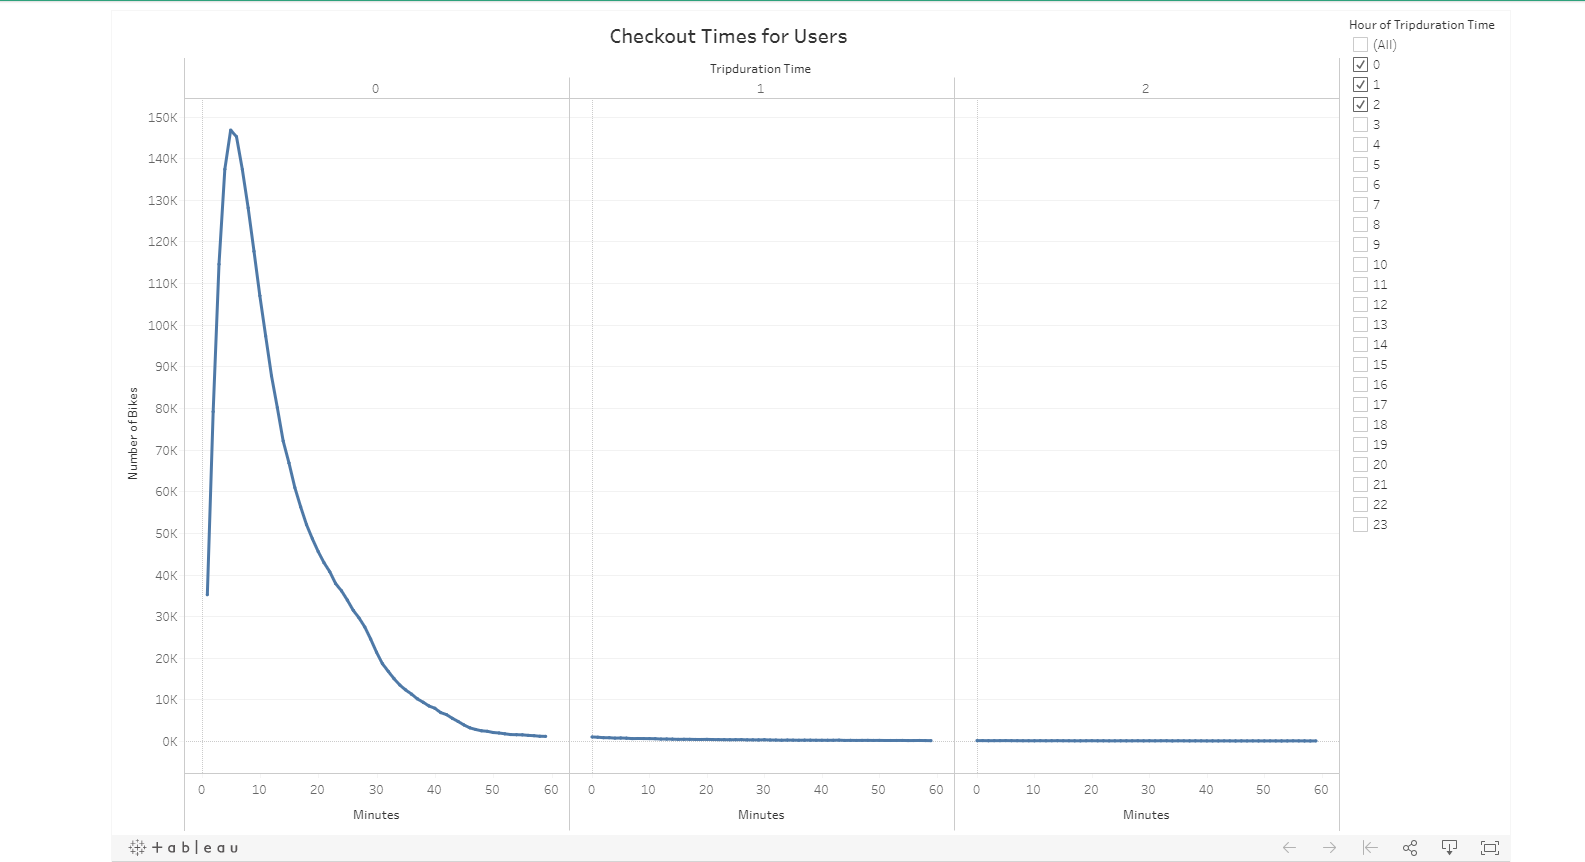 Checkout Times for Users
Hour of Tripduration Time
(All)
0
1
2
3
4
5
6
7
8
9
10
11
12
13
14
15
16
17
18
19
20
21
22
23
Tripduration Time
0 1 2
Number of Bikes
150K
140K
130K
120K
110K
100K
90K
80K
70K
60K
50K
40K
30K
20K
10K
0K
0 10 20 30 40 50 60 0 10 20 30 40 50 60 0 10 20 30 40 50 60
Minutes Minutes Minutes
+ableau